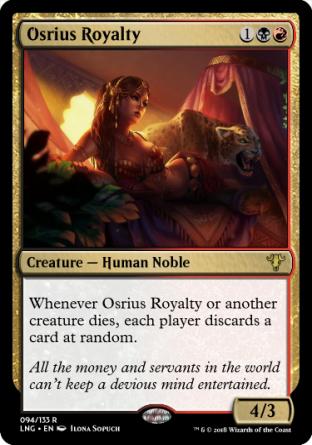 Osrius Royalty 1
Creature — Human Noble
Whenever Osrius Royalty or another
creature dies, each player discards a
card at random.
All the money and servants in the world
can't keep a devious mind entertained.
4/3
094/133 R
LNG • EN Ilona Sopuch
™ & © 2018 Wizards of the Coast